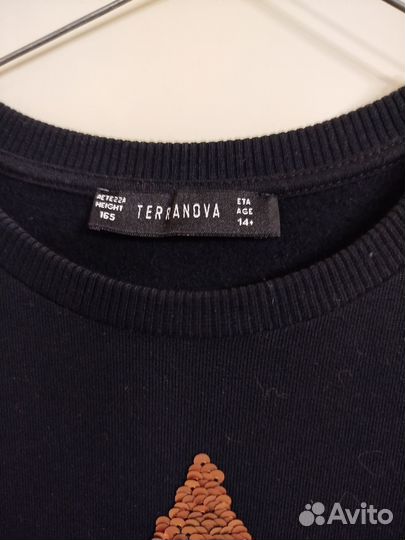 ALTEZZA
HEIGHT
165
TERRANOVA
ETA
AGE
14+
Avito